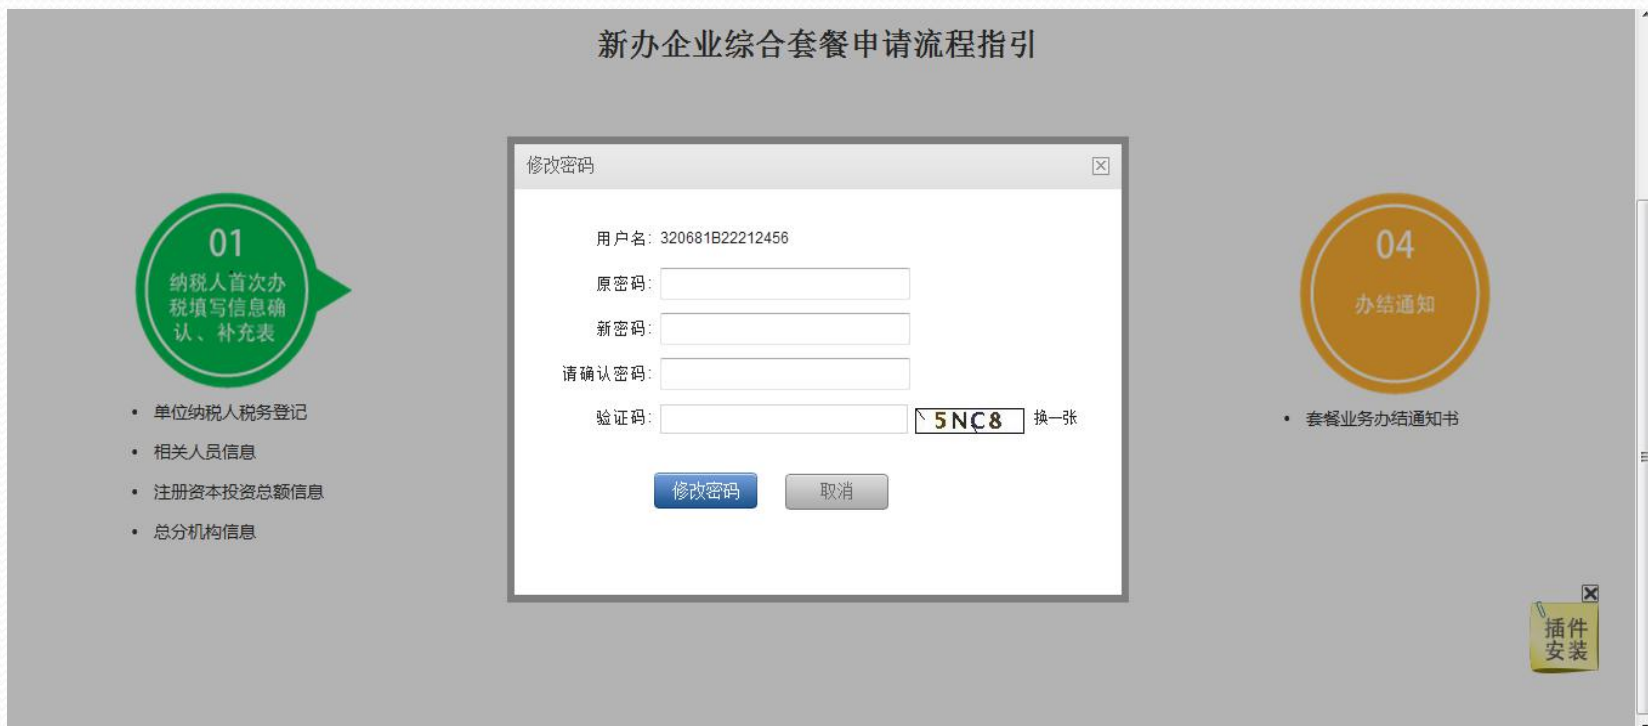 新办企业综合套餐申请流程指引
修改密码
用户名: 320681B22212456
原密码:
新密码:
请确认密码:
验证码: 5NC8 换一张
修改密码 取消
01
纳税人首次办
税填写信息确
认、补充表
• 单位纳税人税务登记
• 相关人员信息
• 注册资本投资总额信息
• 总分机构信息
04
办结通知
• 套餐业务办结通知书
插件
安装